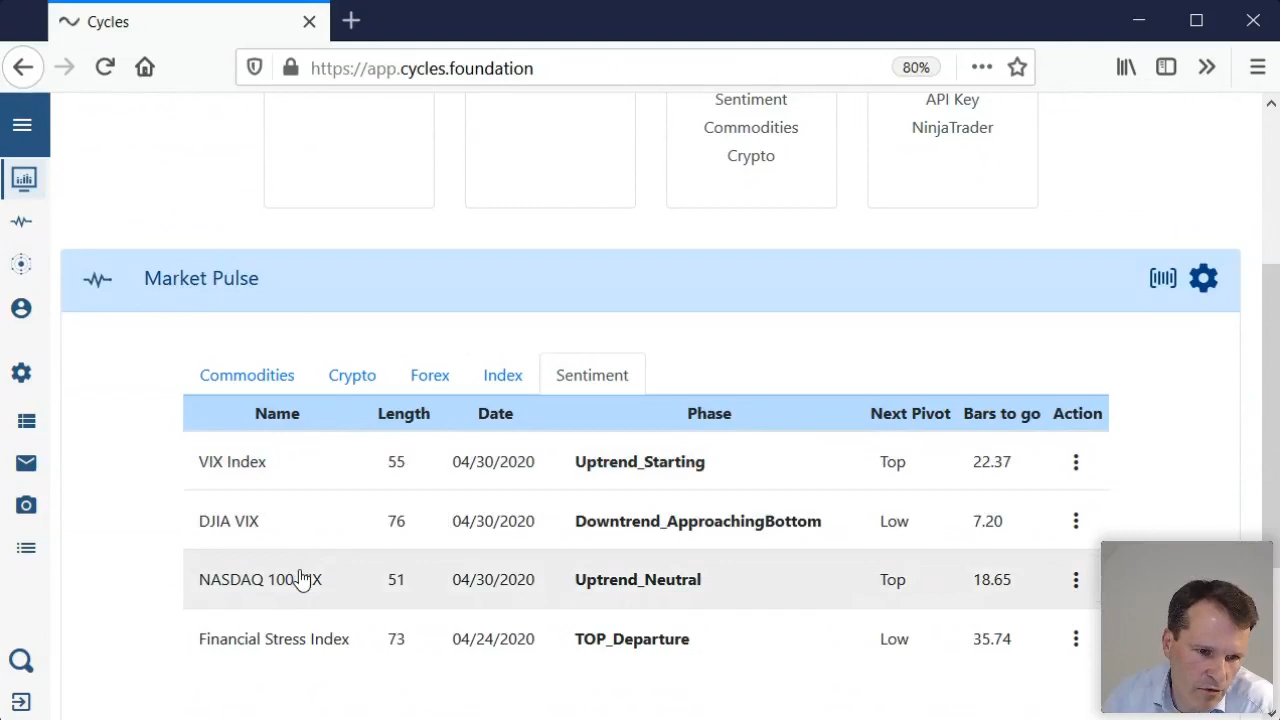 Cycles
https://app.cycles.foundation
80%
Sentiment
Commodities
Crypto
API Key
NinjaTrader
Market Pulse
Commodities Crypto Forex Index Sentiment
Name Length Date Phase Next Pivot Bars to go Action
VIX Index 55 04/30/2020 Uptrend_Starting Top 22.37
DJIA VIX 76 04/30/2020 Downtrend_ApproachingBottom Low 7.20
NASDAQ 100 51 04/30/2020 Uptrend_Neutral Top 18.65
Financial Stress Index 73 04/24/2020 TOP_Departure Low 35.74